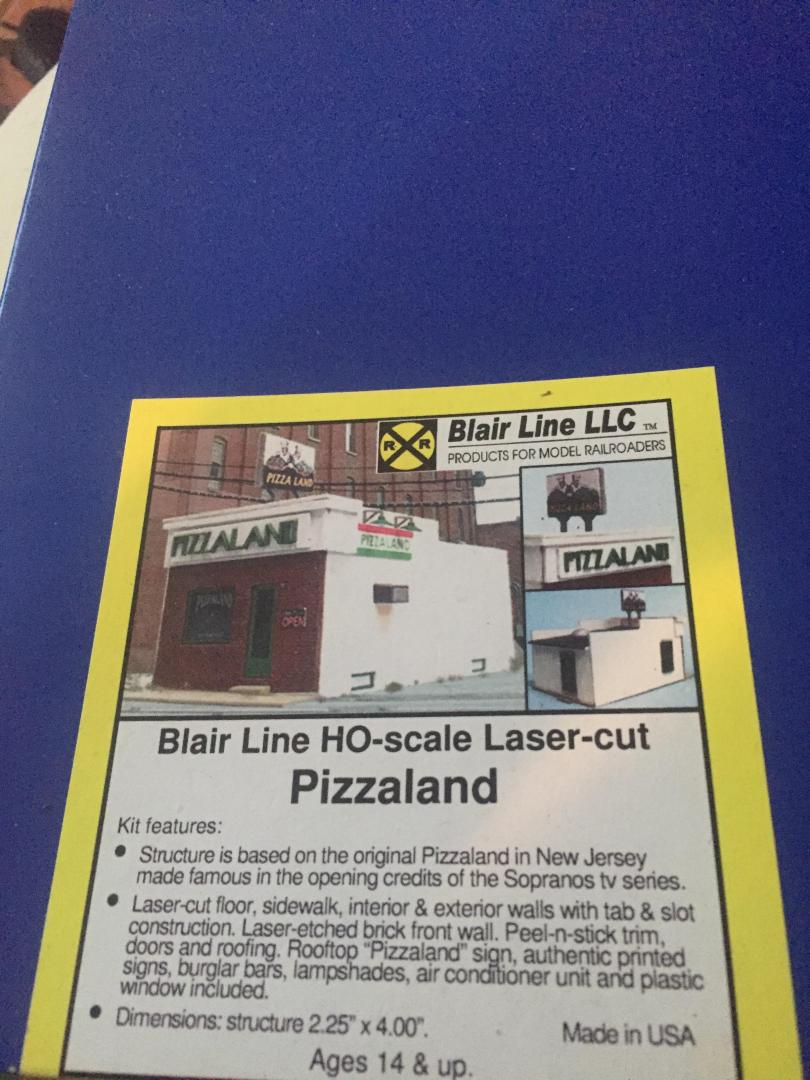 R R
Blair Line LLC TM
PRODUCTS FOR MODEL RAILROADERS
PIZZA LAND
PIZZALAND
PIZZALAND
PIZZALAND
OPEN
PIZZA LAND
PIZZALAND
Blair Line HO-scale Laser-cut
Pizzaland
Kit features:
• Structure is based on the original Pizzaland in New Jersey
made famous in the opening credits of the Sopranos tv series.
• Laser-cut floor, sidewalk, interior & exterior walls with tab & slot
construction. Laser-etched brick front wall. Peel-n-stick trim,
doors and roofing. Rooftop "Pizzaland" sign, authentic printed
signs, burglar bars, lampshades, air conditioner unit and plastic
window included.
• Dimensions: structure 2.25" x 4.00".
Made in USA
Ages 14 & up.